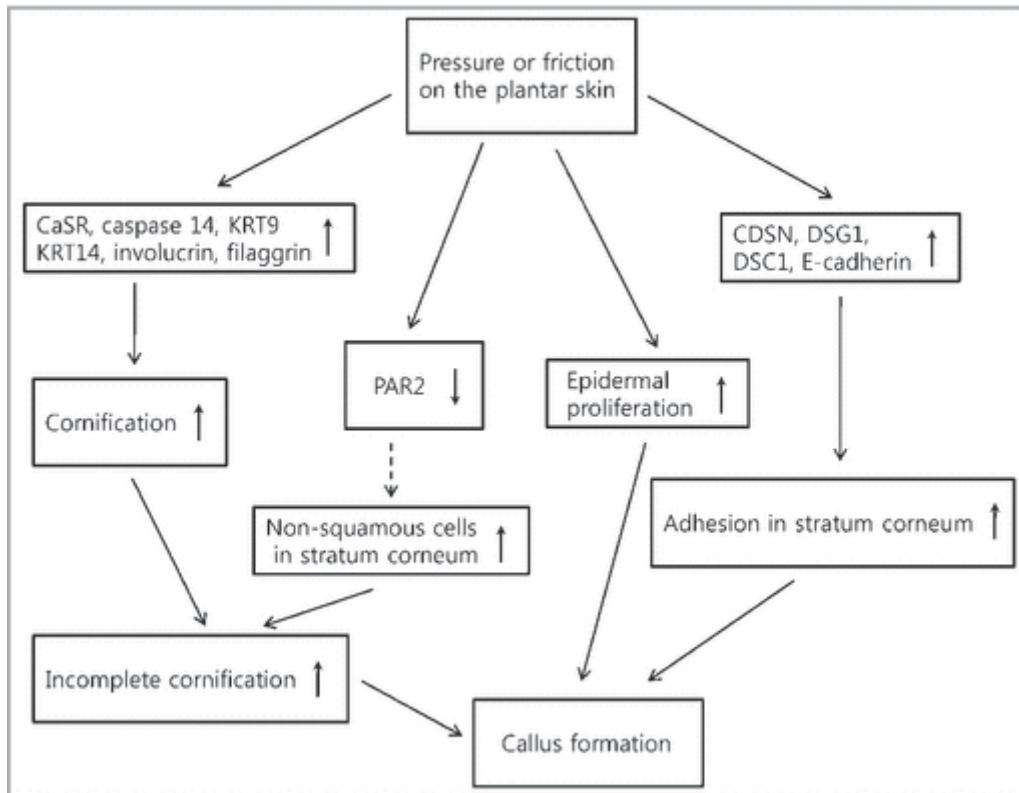 Pressure or friction
on the plantar skin
CaSR, caspase 14, KRT9
KRT14, involucrin, filaggrin ↑
CDSN, DSG1,
DSC1, E-cadherin ↑
PAR2 ↓
Epidermal
proliferation ↑
Cornification ↑
Non-squamous cells
in stratum corneum ↑
Adhesion in stratum corneum ↑
Incomplete cornification ↑
Callus formation